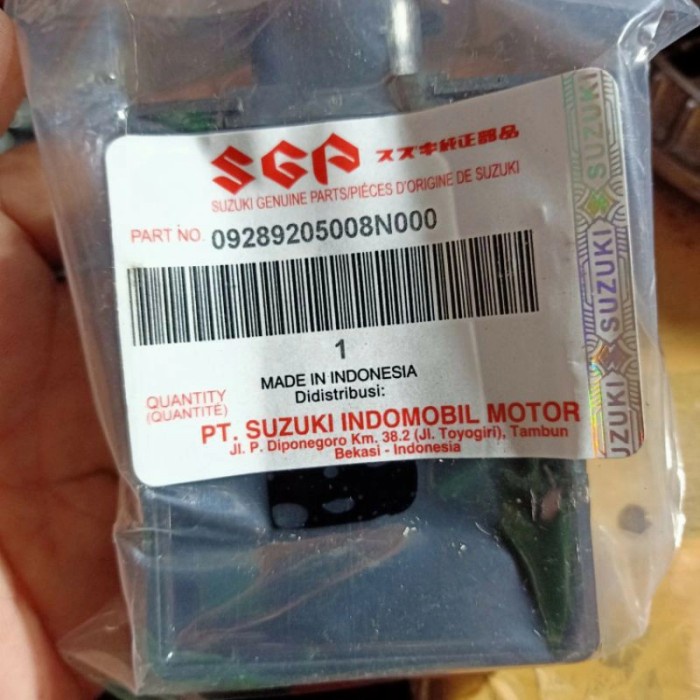 SGP スズキ純正部品
SUZUKI GENUINE PARTS/PIÈCES D'ORIGINE DE SUZUKI
PART NO. 09289205008N000
1
MADE IN INDONESIA
Didistribusi:
QUANTITY
(QUANTITÉ)
PT. SUZUKI INDOMOBIL MOTOR
Jl. P. Diponegoro Km. 38.2 (Jl. Toyogiri), Tambun
Bekasi - Indonesia
SUZUKI
SUZUKI
UZUKI